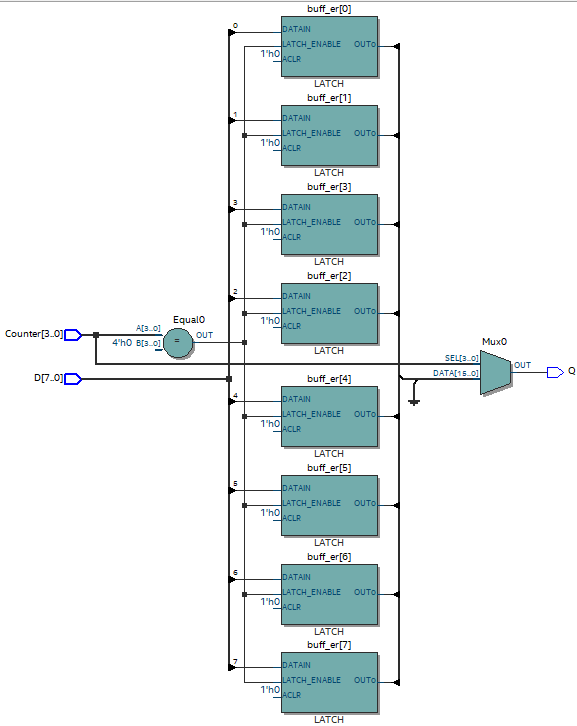 buff_er[0]
0
DATAIN
LATCH_ENABLE OUT0
1'h0 ACLR
LATCH
buff_er[1]
1
DATAIN
LATCH_ENABLE OUT0
1'h0 ACLR
LATCH
buff_er[3]
3
DATAIN
LATCH_ENABLE OUT0
1'h0 ACLR
LATCH
buff_er[2]
2
DATAIN
LATCH_ENABLE OUT0
1'h0 ACLR
LATCH
Equal0
Counter[3..0] A[3..0] = OUT
4'h0 B[3..0]
Mux0
SEL[3..0]
DATA[15..0] OUT Q
D[7..0]
buff_er[4]
4
DATAIN
LATCH_ENABLE OUT0
1'h0 ACLR
LATCH
buff_er[5]
5
DATAIN
LATCH_ENABLE OUT0
1'h0 ACLR
LATCH
buff_er[6]
6
DATAIN
LATCH_ENABLE OUT0
1'h0 ACLR
LATCH
buff_er[7]
7
DATAIN
LATCH_ENABLE OUT0
1'h0 ACLR
LATCH